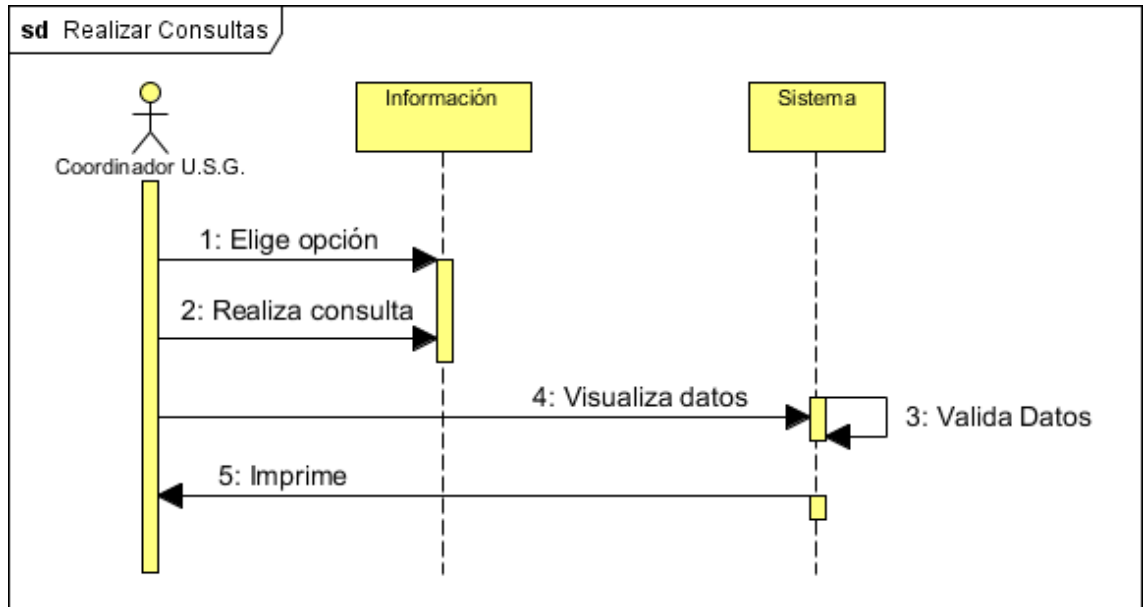 sd Realizar Consultas
Información
Sistema
Coordinador U.S.G.
1: Elige opción
2: Realiza consulta
4: Visualiza datos
3: Valida Datos
5: Imprime